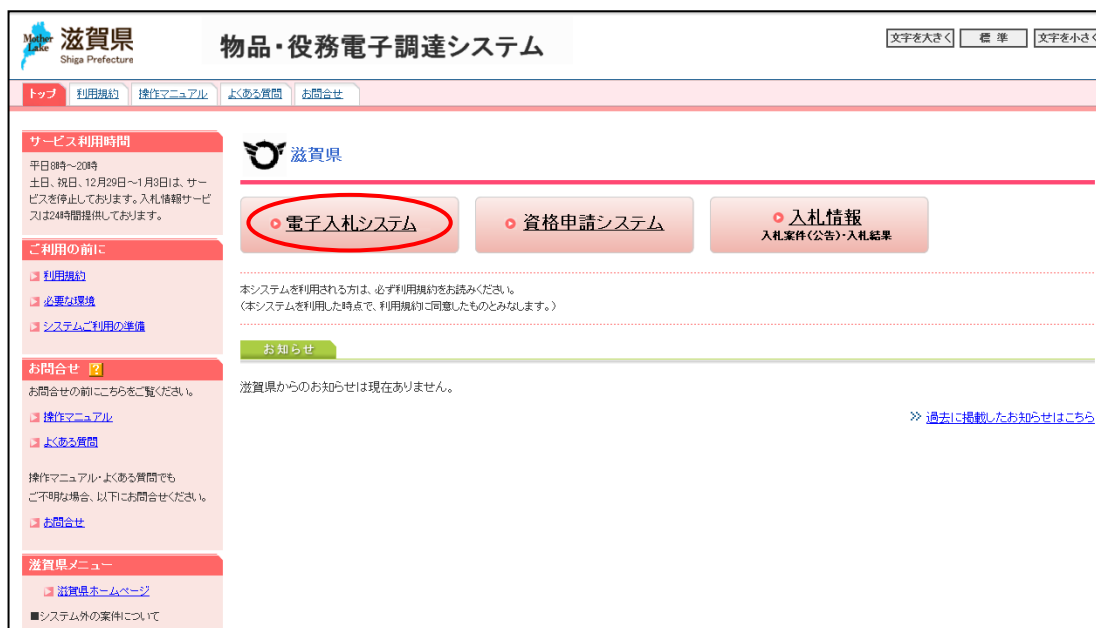 Mother Lake
滋賀県
Shiga Prefecture
物品・役務電子調達システム
文字を大きく 標 準 文字を小さく
トップ 利用規約 操作マニュアル よくある質問 お問合せ
サービス利用時間
平日8時～20時
土日、祝日、12月29日～1月3日は、サー
ビスを停止しております。入札情報サービ
スは24時間提供しております。
ご利用の前に
利用規約
必要な環境
システムご利用の準備
お問合せ ?
お問合せの前にこちらをご覧ください。
操作マニュアル
よくある質問
操作マニュアル・よくある質問でも
ご不明な場合、以下にお問合せください。
お問合せ
滋賀県メニュー
滋賀県ホームページ
■システム外の案件について
滋賀県
電子入札システム
資格申請システム
入札情報
入札案件(公告)・入札結果
本システムを利用される方は、必ず利用規約をお読みください。
(本システムを利用した時点で、利用規約に同意したものとみなします。)
お知らせ
滋賀県からのお知らせは現在ありません。
≫ 過去に掲載したお知らせはこちら